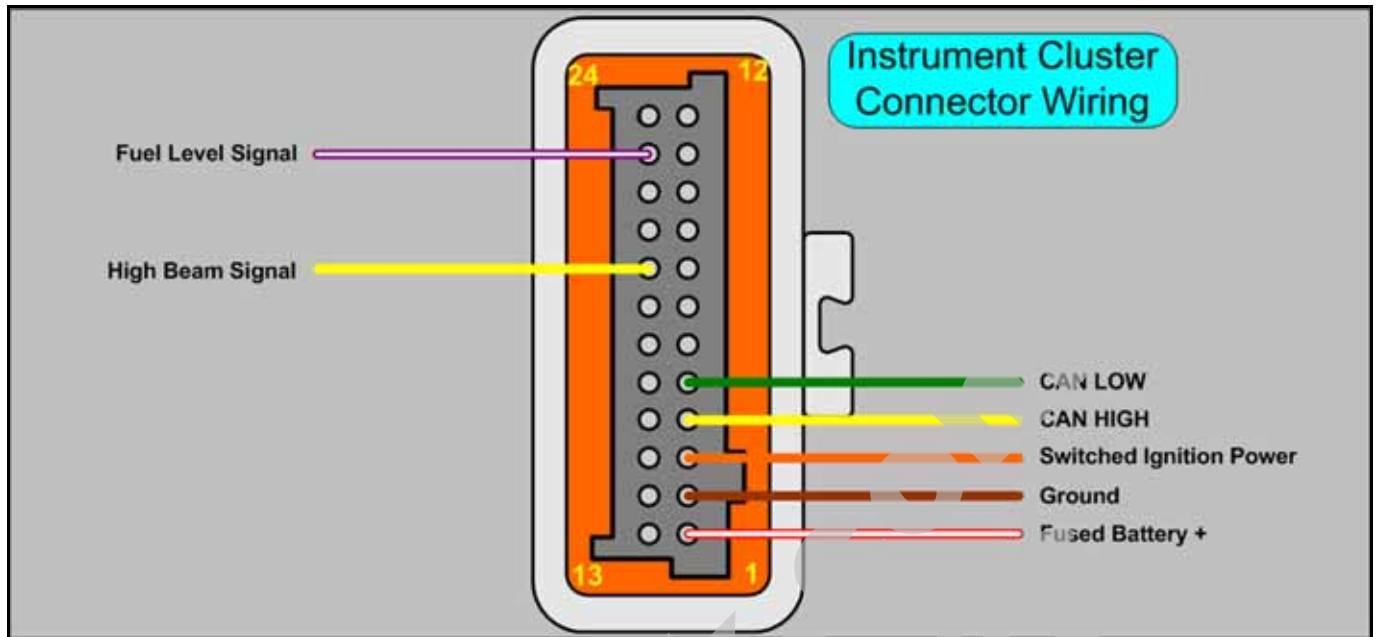 24
12
Instrument Cluster
Connector Wiring
Fuel Level Signal
High Beam Signal
CAN LOW
CAN HIGH
Switched Ignition Power
Ground
Fused Battery +
13
1